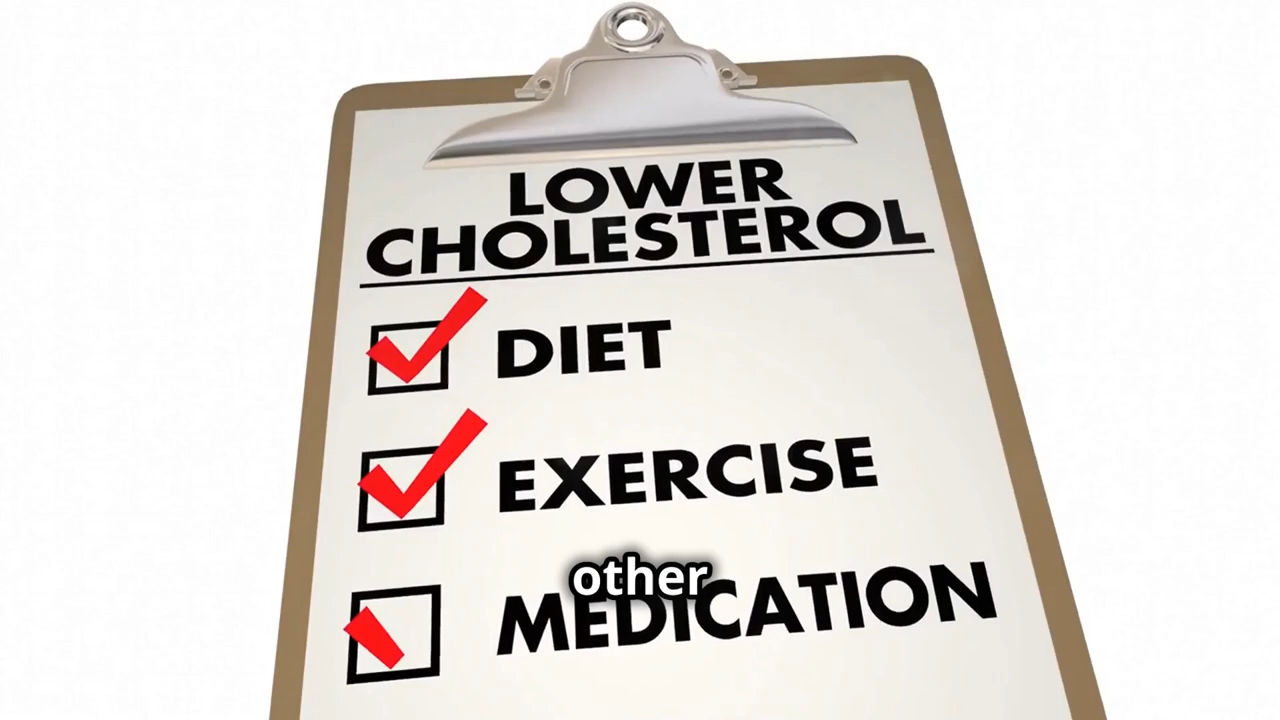 LOWER
CHOLESTEROL
DIET
EXERCISE
other
MEDICATION